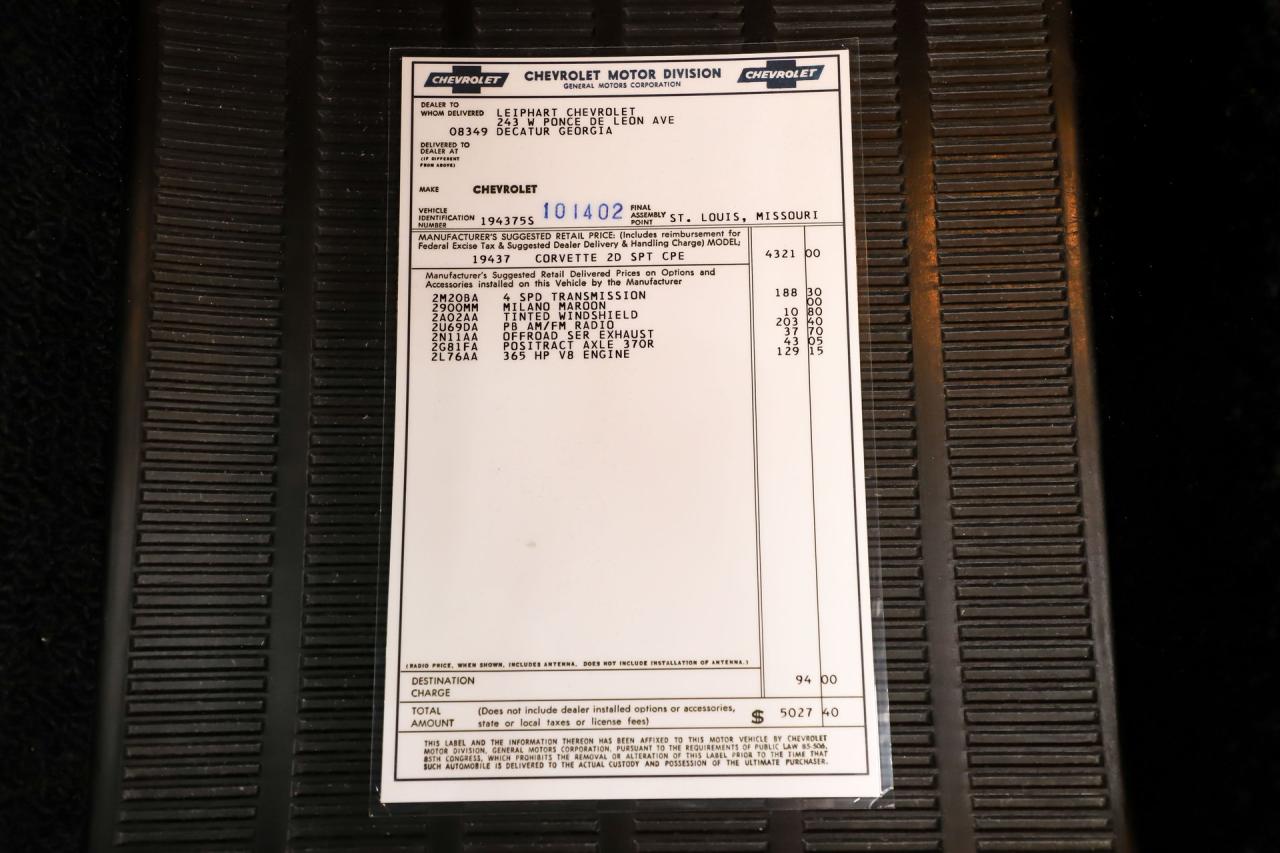 CHEVROLET CHEVROLET MOTOR DIVISION CHEVROLET
GENERAL MOTORS CORPORATION
DEALER TO
WHOM DELIVERED LEIPHART CHEVROLET
243 W PONCE DE LEON AVE
08349 DECATUR GEORGIA
DELIVERED TO
DEALER AT
(IF DIFFERENT
FROM ABOVE)
MAKE CHEVROLET
VEHICLE
IDENTIFICATION
NUMBER 194375S 101402 FINAL
ASSEMBLY
POINT ST. LOUIS, MISSOURI
MANUFACTURER'S SUGGESTED RETAIL PRICE: (Includes reimbursement for
Federal Excise Tax & Suggested Dealer Delivery & Handling Charge) MODEL:
19437 CORVETTE 2D SPT CPE 4321 00
Manufacturer's Suggested Retail Delivered Prices on Options and
Accessories installed on this Vehicle by the Manufacturer
2M20BA 4 SPD TRANSMISSION 188 30
2900MM MILANO MAROON 00
2A02AA TINTED WINDSHIELD 10 80
2U69DA PB AM/FM RADIO 203 40
2N11AA OFFROAD SER EXHAUST 37 70
2G81FA POSITRACT AXLE 370R 43 05
2L76AA 365 HP V8 ENGINE 129 15
(RADIO PRICE, WHEN SHOWN, INCLUDES ANTENNA. DOES NOT INCLUDE INSTALLATION OF ANTENNA.)
DESTINATION
CHARGE 94 00
TOTAL
AMOUNT (Does not include dealer installed options or accessories,
state or local taxes or license fees) $ 5027 40
THIS LABEL AND THE INFORMATION THEREON HAS BEEN AFFIXED TO THIS MOTOR VEHICLE BY CHEVROLET
MOTOR DIVISION, GENERAL MOTORS CORPORATION, PURSUANT TO THE REQUIREMENTS OF PUBLIC LAW 85-506,
85TH CONGRESS, WHICH PROHIBITS THE REMOVAL OR ALTERATION OF THIS LABEL PRIOR TO THE TIME THAT
SUCH AUTOMOBILE IS DELIVERED TO THE ACTUAL CUSTODY AND POSSESSION OF THE ULTIMATE PURCHASER.